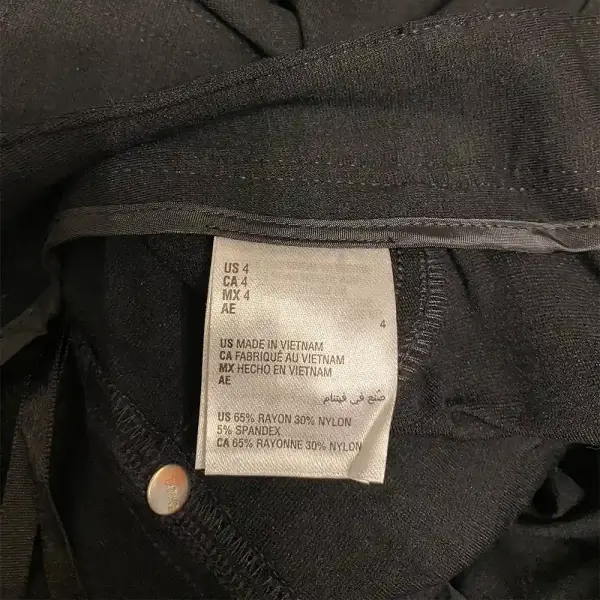 US 4
CA 4
MX 4
AE
4
US MADE IN VIETNAM
CA FABRIQUÉ AU VIETNAM
MX HECHO EN VIETNAM
AE
صُنع في فيتنام
US 65% RAYON 30% NYLON
5% SPANDEX
CA 65% RAYONNE 30% NYLON